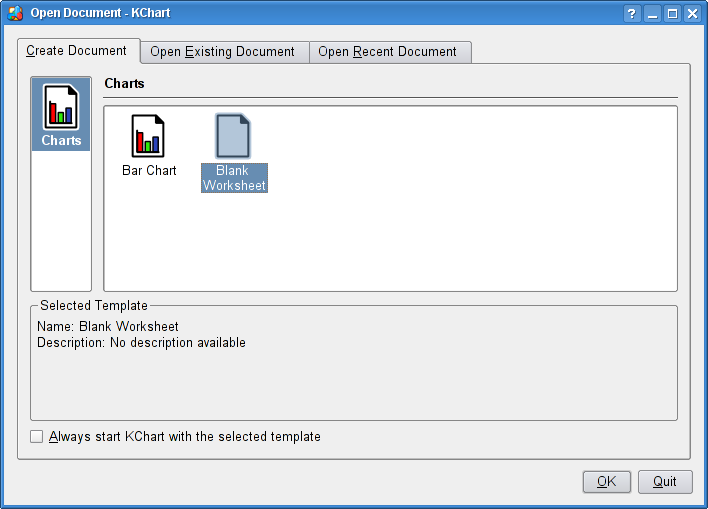 Open Document - KChart
?
Create Document
Open Existing Document
Open Recent Document
Charts
Charts
Bar Chart
Blank
Worksheet
Selected Template
Name: Blank Worksheet
Description: No description available
Always start KChart with the selected template
OK
Quit